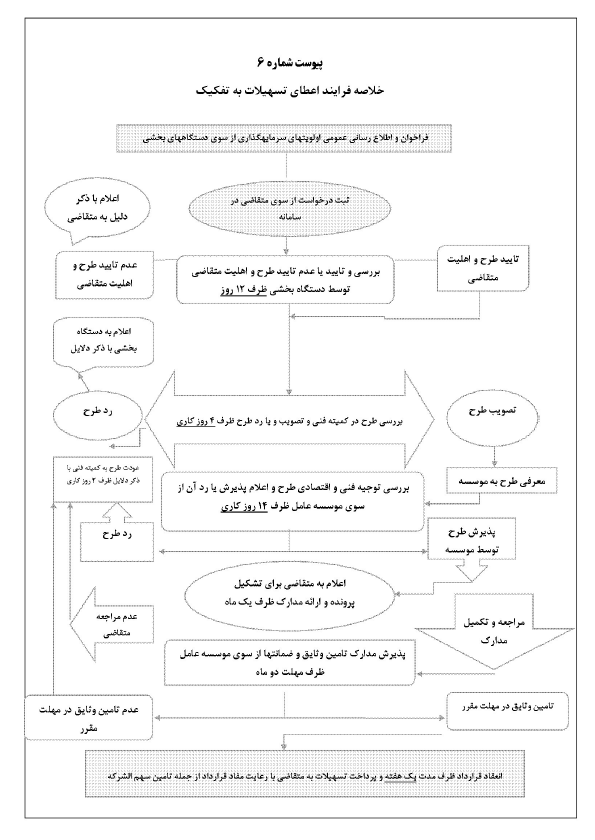 پیوست شماره ۶
خلاصه فرایند اعطای تسهیلات به تفکیک
فراخوان و اطلاع رسانی عمومی اولویتهای سرمایهگذاری از سوی دستگاههای بخشی
ثبت درخواست از سوی متقاضی در
سامانه
اعلام با ذکر
دلیل به متقاضی
تایید طرح و اهلیت
متقاضی
بررسی و تایید یا عدم تایید طرح و اهلیت متقاضی
توسط دستگاه بخشی ظرف ۱۲ روز
عدم تایید طرح و
اهلیت متقاضی
اعلام به دستگاه
بخشی با ذکر دلایل
تصویب طرح
بررسی طرح در کمیته فنی و تصویب و یا رد طرح ظرف ۴ روز کاری
رد طرح
معرفی طرح به موسسه
بررسی توجیه فنی و اقتصادی طرح و اعلام پذیرش یا رد آن از
سوی موسسه عامل ظرف ۱۴ روز کاری
عودت طرح به کمیته فنی با
ذکر دلایل ظرف ۲ روز کاری
پذیرش طرح
توسط موسسه
رد طرح
اعلام به متقاضی برای تشکیل
پرونده و ارائه مدارک ظرف یک ماه
مراجعه و تکمیل
مدارک
عدم مراجعه
متقاضی
پذیرش مدارک تامین وثایق و ضمانتها از سوی موسسه عامل
ظرف مهلت دو ماه
تامین وثایق در مهلت مقرر
عدم تامین وثایق در مهلت
مقرر
انعقاد قرارداد ظرف مدت یک هفته و پرداخت تسهیلات به متقاضی با رعایت مفاد قرارداد از جمله تامین سهم الشرکه